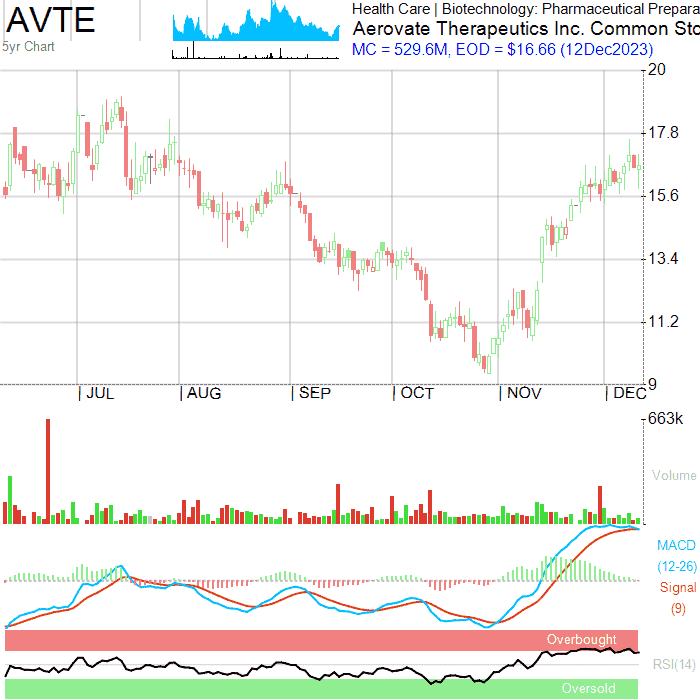 AVTE
5yr Chart
Health Care | Biotechnology: Pharmaceutical Prepara
Aerovate Therapeutics Inc. Common Sto
MC = 529.6M, EOD = $16.66 (12Dec2023)
20
17.8
15.6
13.4
11.2
9
| JUL | AUG | SEP | OCT | NOV | DEC
663k
Volume
MACD
(12-26)
Signal
(9)
Overbought
RSI(14)
Oversold